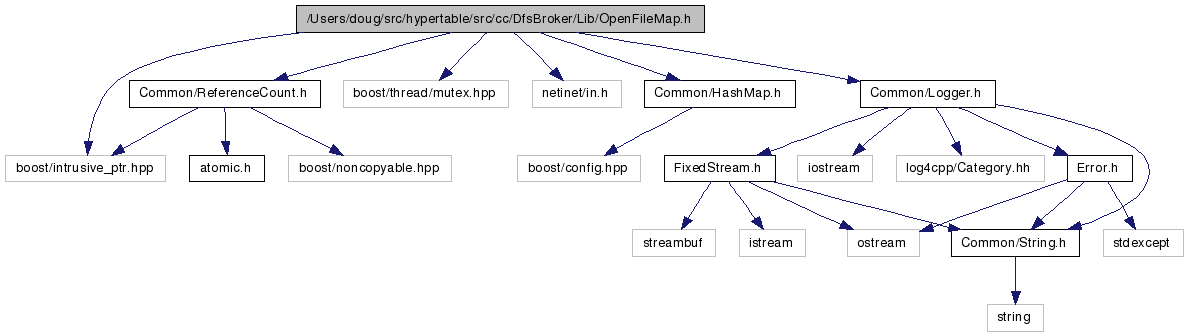 /Users/doug/src/hypertable/src/cc/DfsBroker/Lib/OpenFileMap.h
Common/ReferenceCount.h
boost/thread/mutex.hpp
netinet/in.h
Common/HashMap.h
Common/Logger.h
boost/intrusive_ptr.hpp
atomic.h
boost/noncopyable.hpp
boost/config.hpp
FixedStream.h
iostream
log4cpp/Category.hh
Error.h
streambuf
istream
ostream
Common/String.h
stdexcept
string